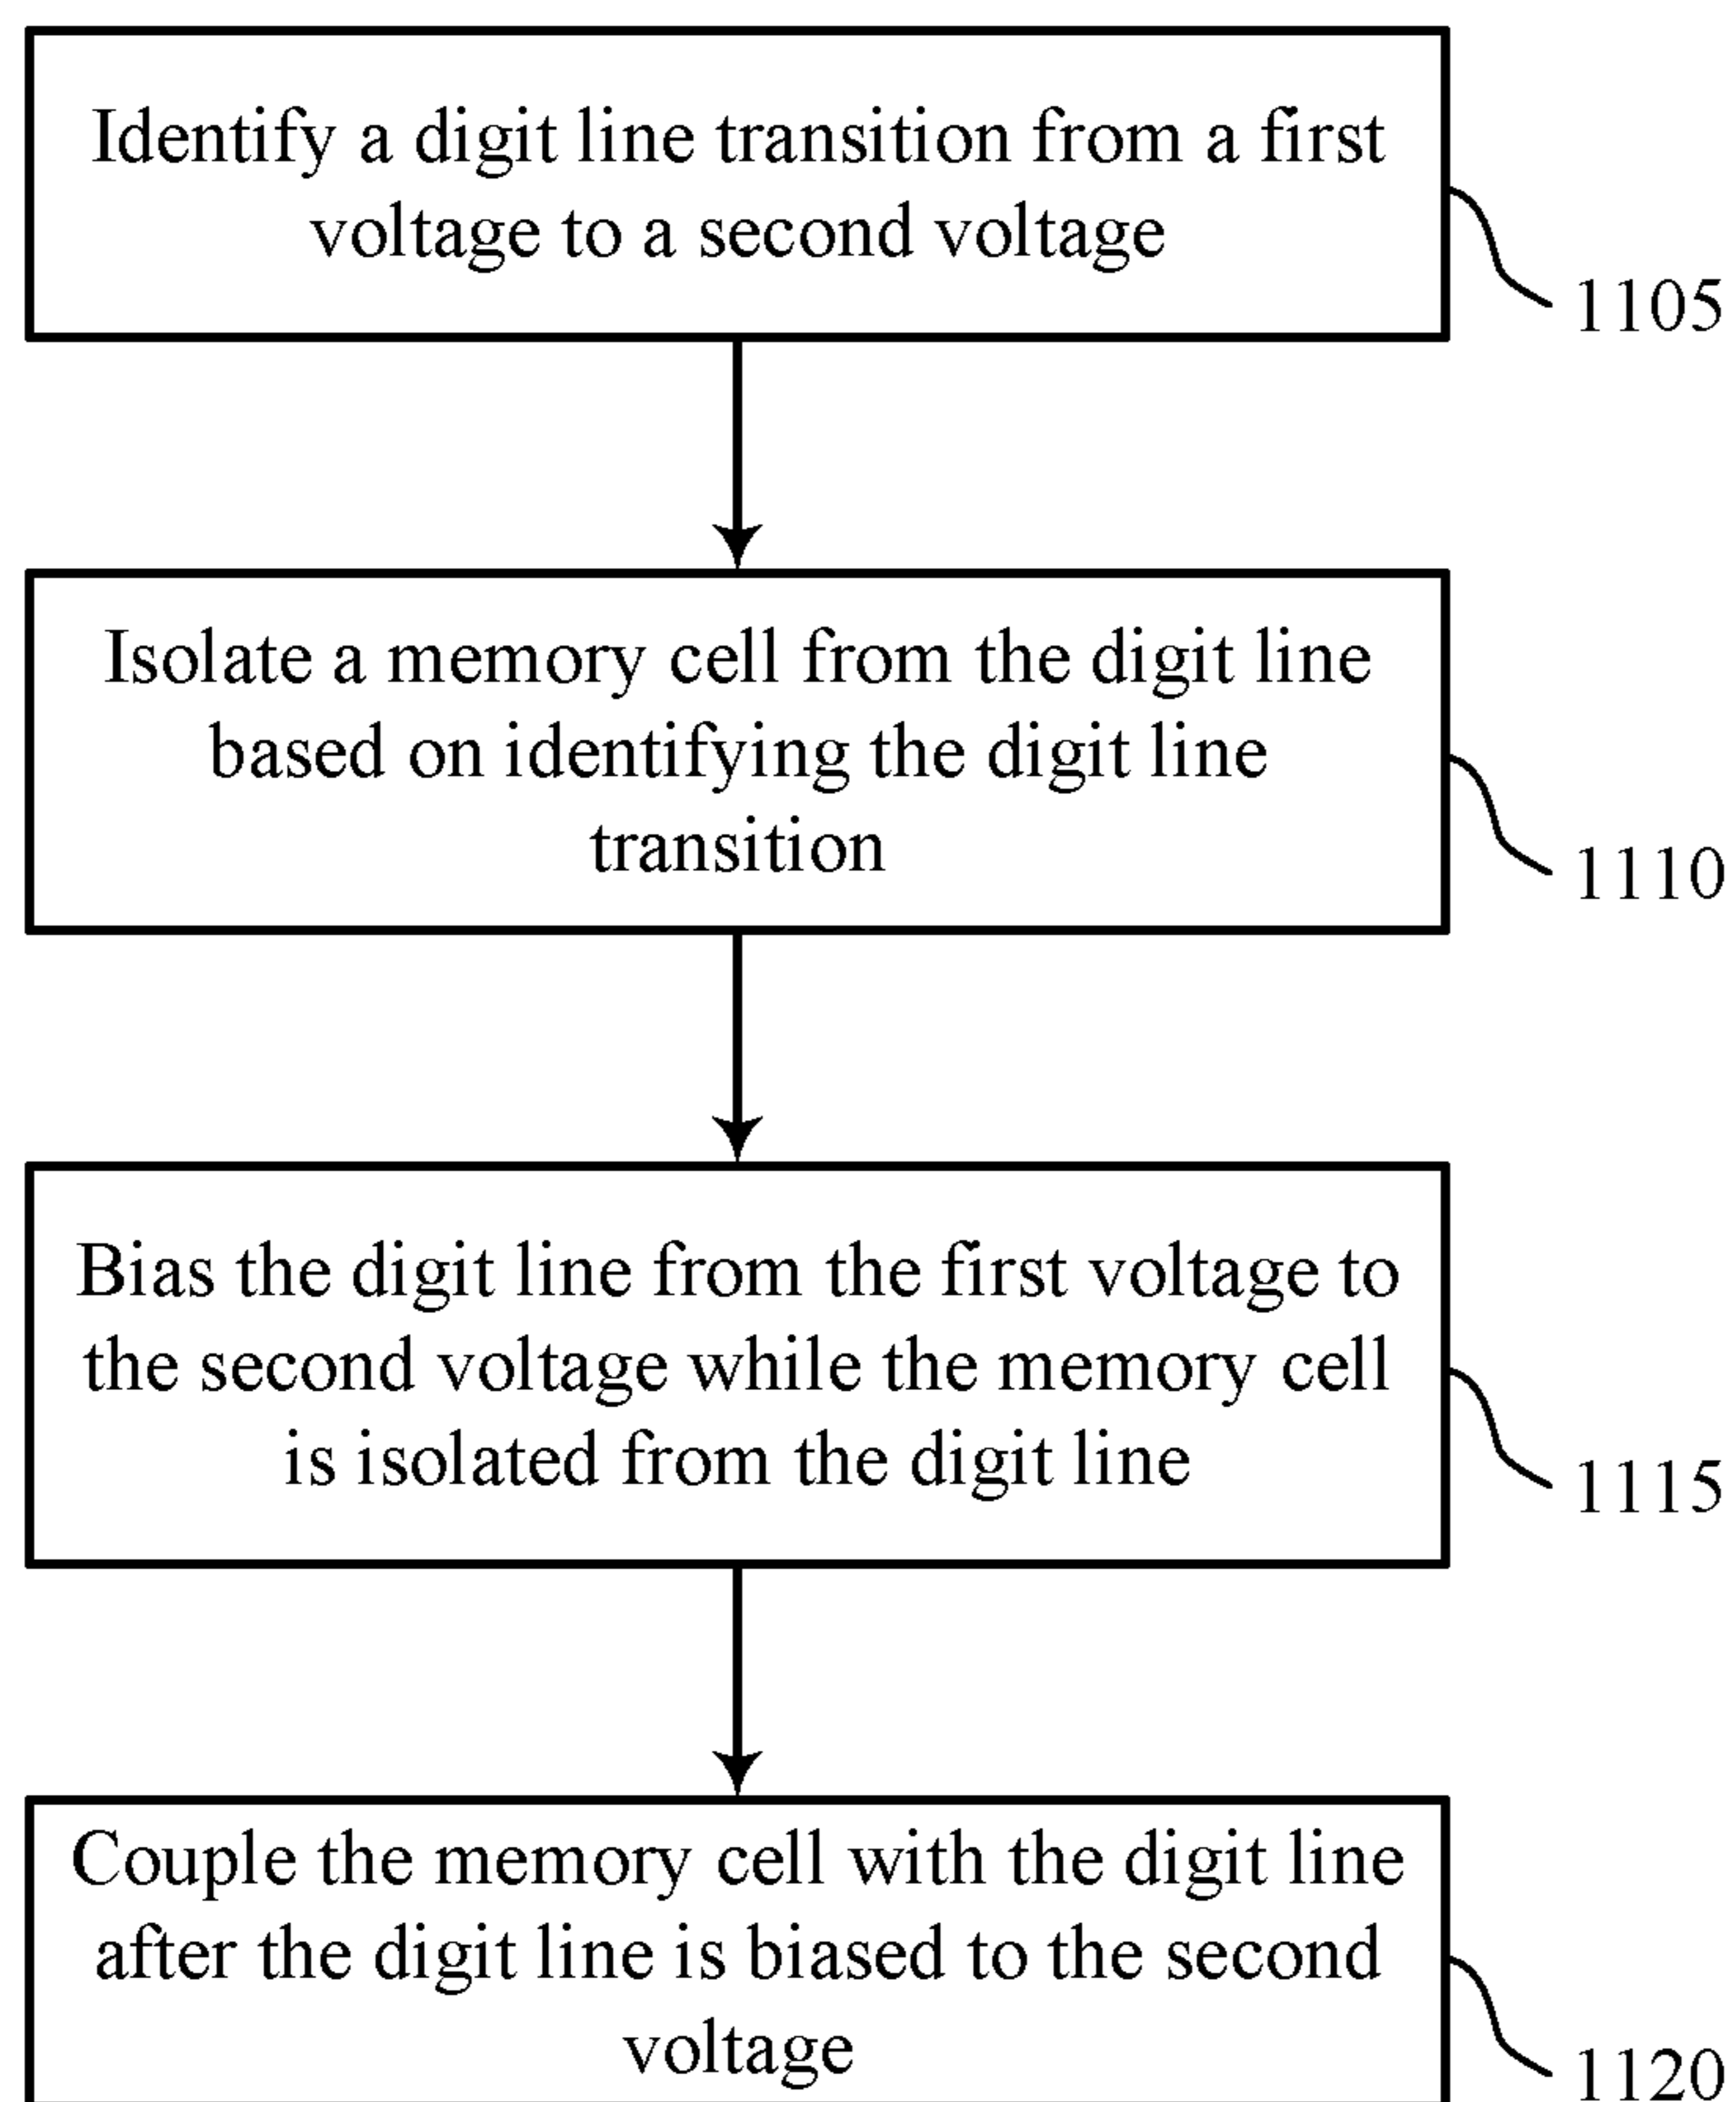 Identify a digit line transition from a first
voltage to a second voltage
1105
Isolate a memory cell from the digit line
based on identifying the digit line
transition
1110
Bias the digit line from the first voltage to
the second voltage while the memory cell
is isolated from the digit line
1115
Couple the memory cell with the digit line
after the digit line is biased to the second
voltage
1120